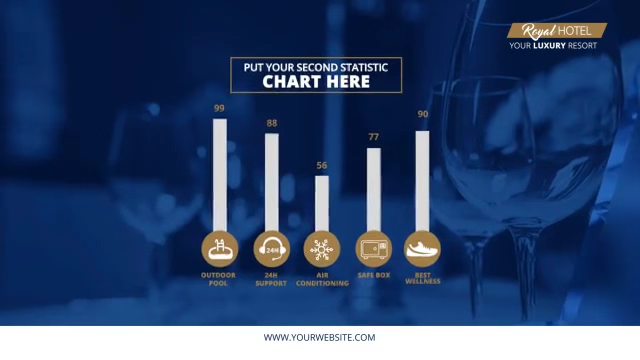 Royal HOTEL
YOUR LUXURY RESORT
PUT YOUR SECOND STATISTIC
CHART HERE
99
88
56
77
90
24H
OUTDOOR
POOL
24H
SUPPORT
AIR
CONDITIONING
SAFE BOX
BEST
WELLNESS
WWW.YOURWEBSITE.COM